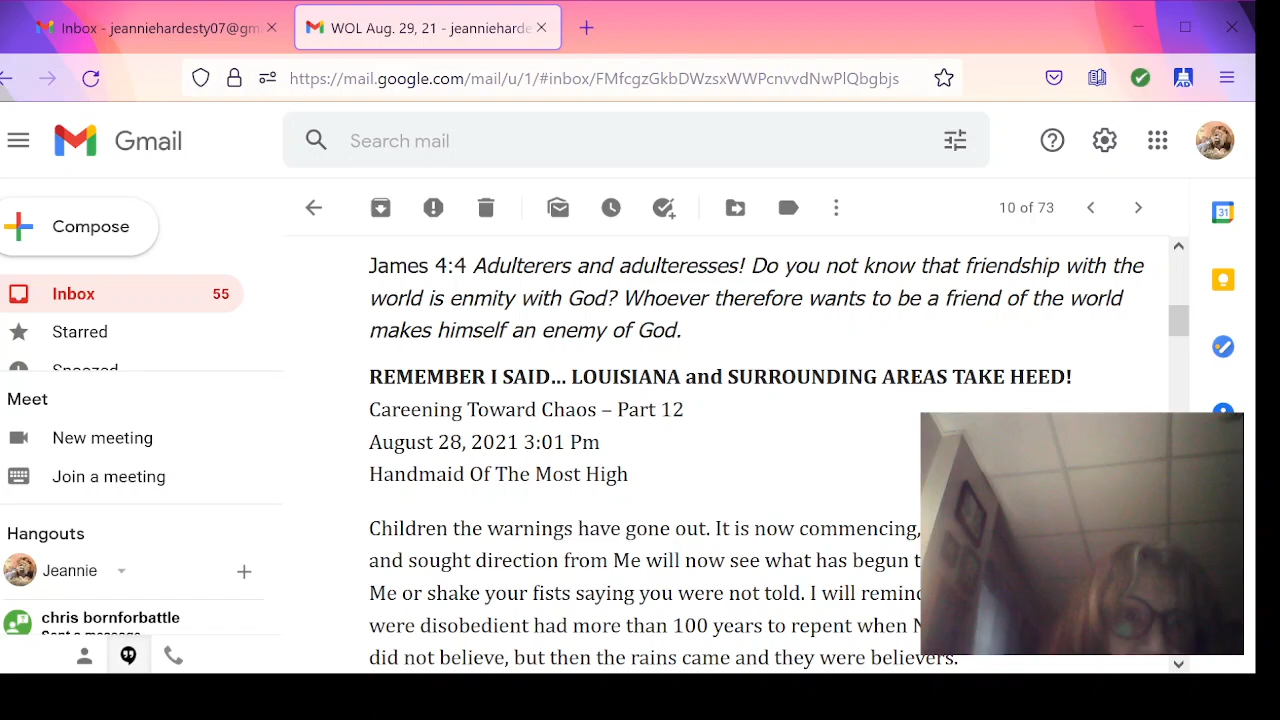 Inbox - jeanniehardesty07@gm
WOL Aug. 29, 21 - jeannieharde
https://mail.google.com/mail/u/1/#inbox/FMfcgzGkbDWzsxWWPcnvvdNwPlQbgbjs
AD
Gmail
Search mail
Compose
10 of 73
31
Inbox 55
Starred
Snoozed
Meet
New meeting
Join a meeting
Hangouts
Jeannie
chris bornforbattle
Sent a message
James 4:4 Adulterers and adulteresses! Do you not know that friendship with the
world is enmity with God? Whoever therefore wants to be a friend of the world
makes himself an enemy of God.
REMEMBER I SAID... LOUISIANA and SURROUNDING AREAS TAKE HEED!
Careening Toward Chaos – Part 12
August 28, 2021 3:01 Pm
Handmaid Of The Most High
Children the warnings have gone out. It is now commencing,
and sought direction from Me will now see what has begun
Me or shake your fists saying you were not told. I will
were disobedient had more than 100 years to repent when
did not believe, but then the rains came and they were believers.